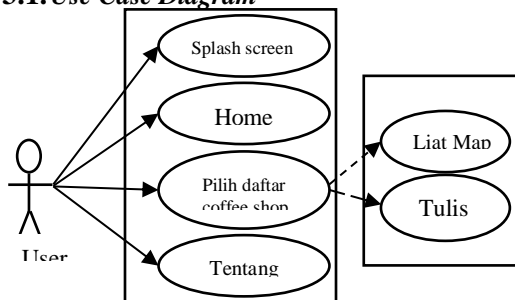 3.1. Use Case Diagram
Splash screen
Home
Pilih daftar
coffee shop
Tentang
User
Liat Map
Tulis